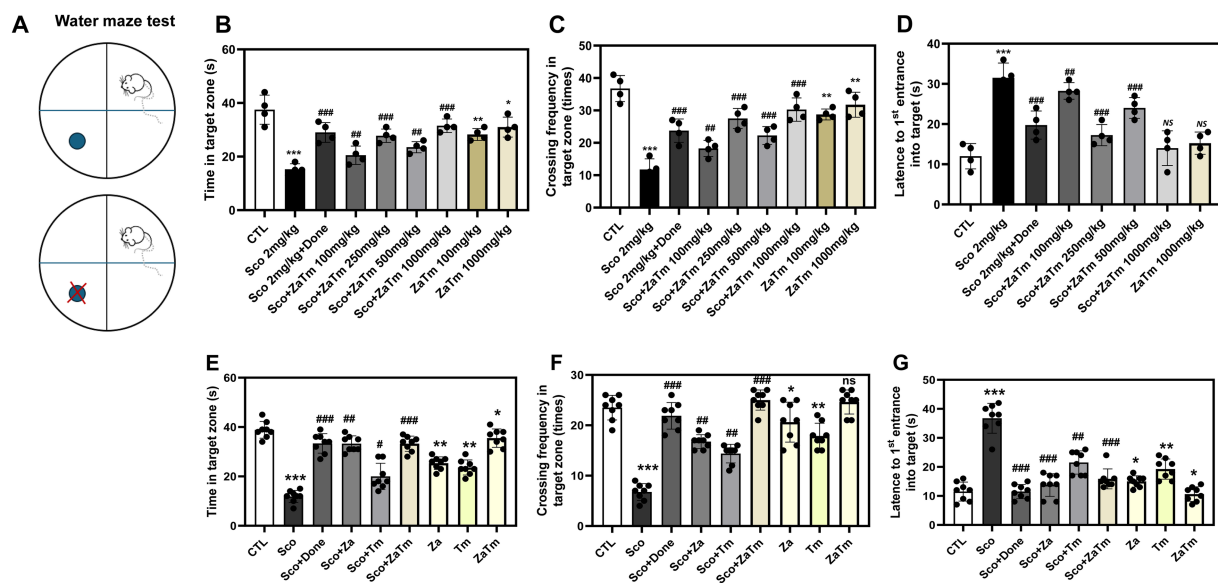 A
Water maze test
B
Time in target zone (s)
60
40
20
0
***
###
##
###
##
###
**
*
CTL
Sco 2mg/kg
Sco 2mg/kg+Done
Sco+ZaTm 100mg/kg
Sco+ZaTm 250mg/kg
Sco+ZaTm 500mg/kg
Sco+ZaTm 1000mg/kg
ZaTm 100mg/kg
ZaTm 1000mg/kg
C
Crossing frequency in
target zone (times)
50
40
30
20
10
0
***
###
##
###
###
###
**
**
CTL
Sco 2mg/kg
Sco 2mg/kg+Done
Sco+ZaTm 100mg/kg
Sco+ZaTm 250mg/kg
Sco+ZaTm 500mg/kg
Sco+ZaTm 1000mg/kg
ZaTm 100mg/kg
ZaTm 1000mg/kg
D
Latence to 1st entrance
into target (s)
40
30
20
10
0
***
###
##
###
###
NS
NS
CTL
Sco 2mg/kg
Sco 2mg/kg+Done
Sco+ZaTm 100mg/kg
Sco+ZaTm 250mg/kg
Sco+ZaTm 500mg/kg
Sco+ZaTm 1000mg/kg
ZaTm 1000mg/kg
E
Time in target zone (s)
60
40
20
0
***
###
##
#
###
**
**
*
CTL
Sco
Sco+Done
Sco+Za
Sco+Tm
Sco+ZaTm
Za
Tm
ZaTm
F
Crossing frequency in
target zone (times)
30
20
10
0
***
###
##
##
###
*
**
ns
CTL
Sco
Sco+Done
Sco+Za
Sco+Tm
Sco+ZaTm
Za
Tm
ZaTm
G
Latence to 1st entrance
into target (s)
50
40
30
20
10
0
***
###
###
##
###
*
**
*
CTL
Sco
Sco+Done
Sco+Za
Sco+Tm
Sco+ZaTm
Za
Tm
ZaTm